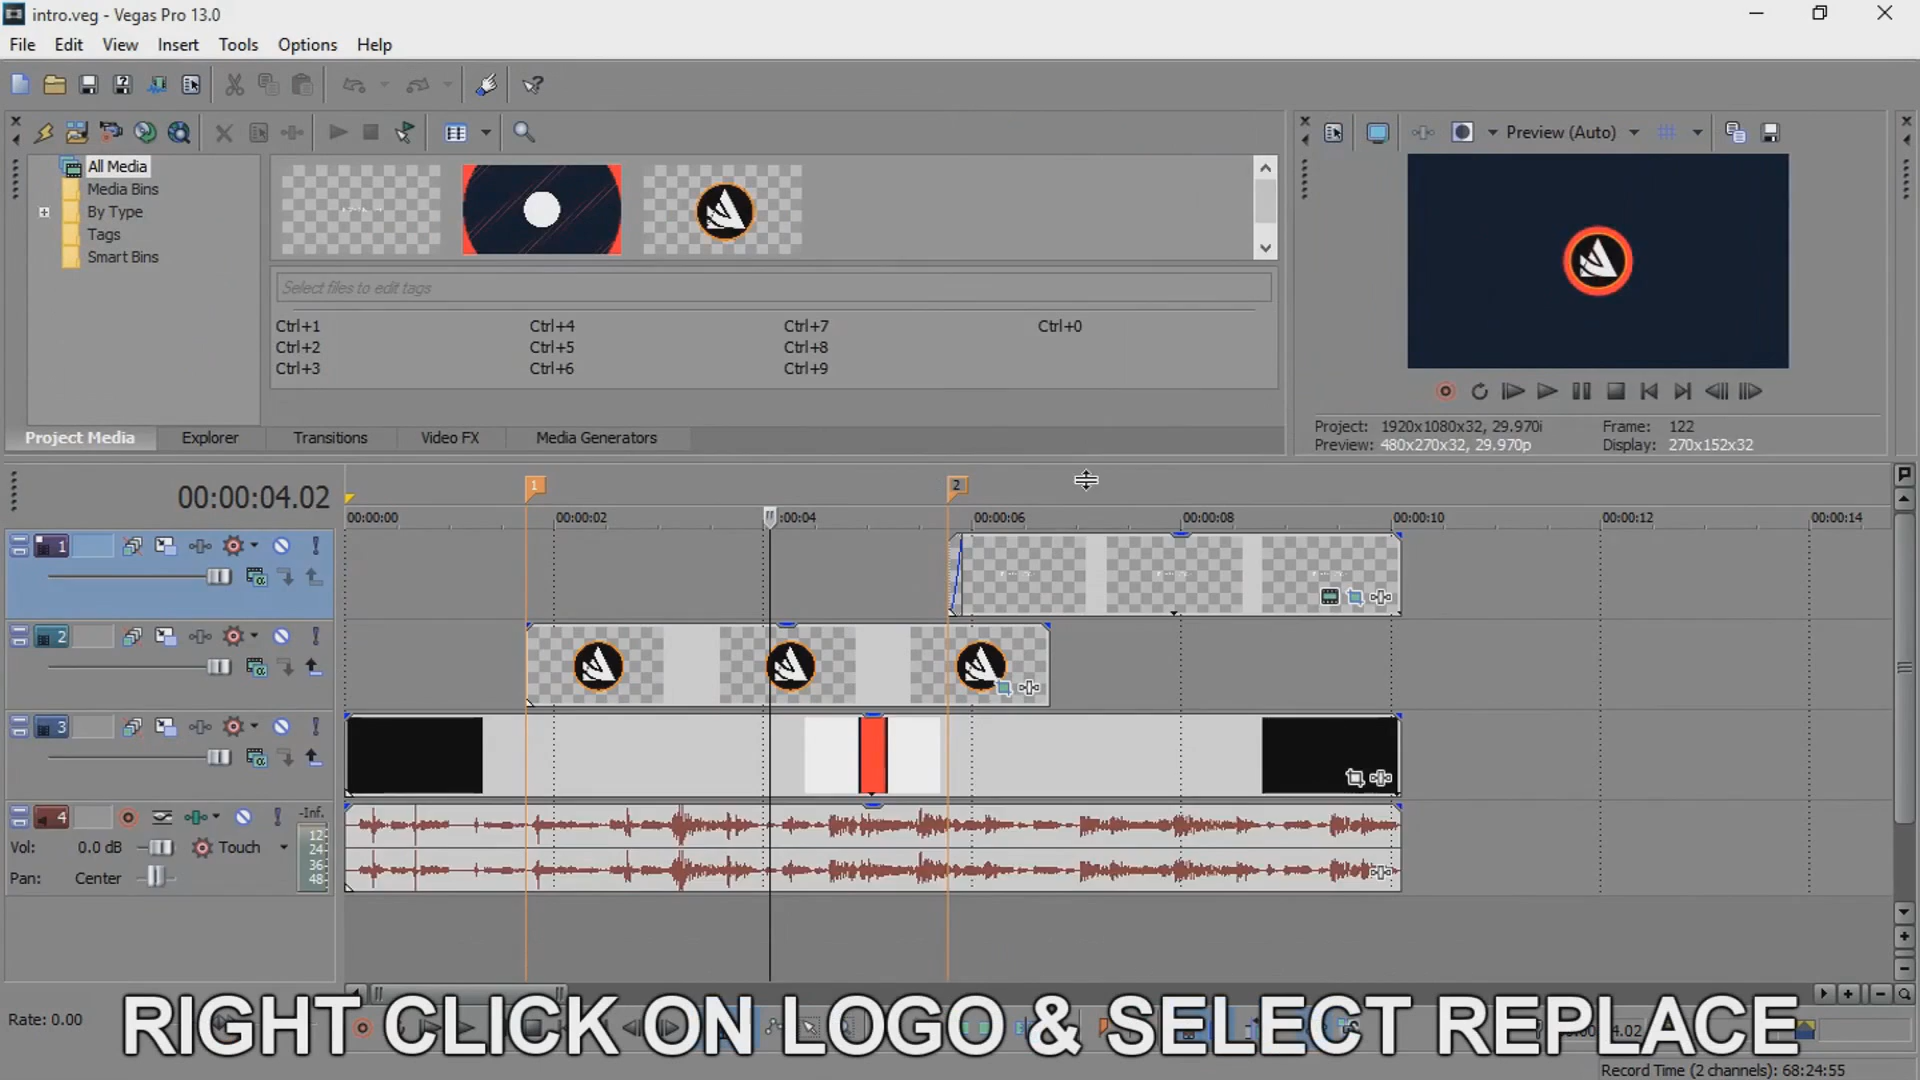 intro.veg - Vegas Pro 13.0
File Edit View Insert Tools Options Help
Preview (Auto)
All Media
Media Bins
By Type
Tags
Smart Bins
Select files to edit tags
Ctrl+1 Ctrl+4 Ctrl+7 Ctrl+0
Ctrl+2 Ctrl+5 Ctrl+8
Ctrl+3 Ctrl+6 Ctrl+9
Project: 1920x1080x32, 29.970i Frame: 122
Preview: 480x270x32, 29.970p Display: 270x152x32
Project Media Explorer Transitions Video FX Media Generators
00:00:04.02
1 2
00:00:00 00:00:02 :00:04 00:00:06 00:00:08 00:00:10 00:00:12 00:00:14
1
2
3
4 -Inf.
12
Vol: 0.0 dB Touch 24
36
Pan: Center 48
Rate: 0.00
RIGHT CLICK ON LOGO & SELECT REPLACE
Record Time (2 channels): 68:24:55